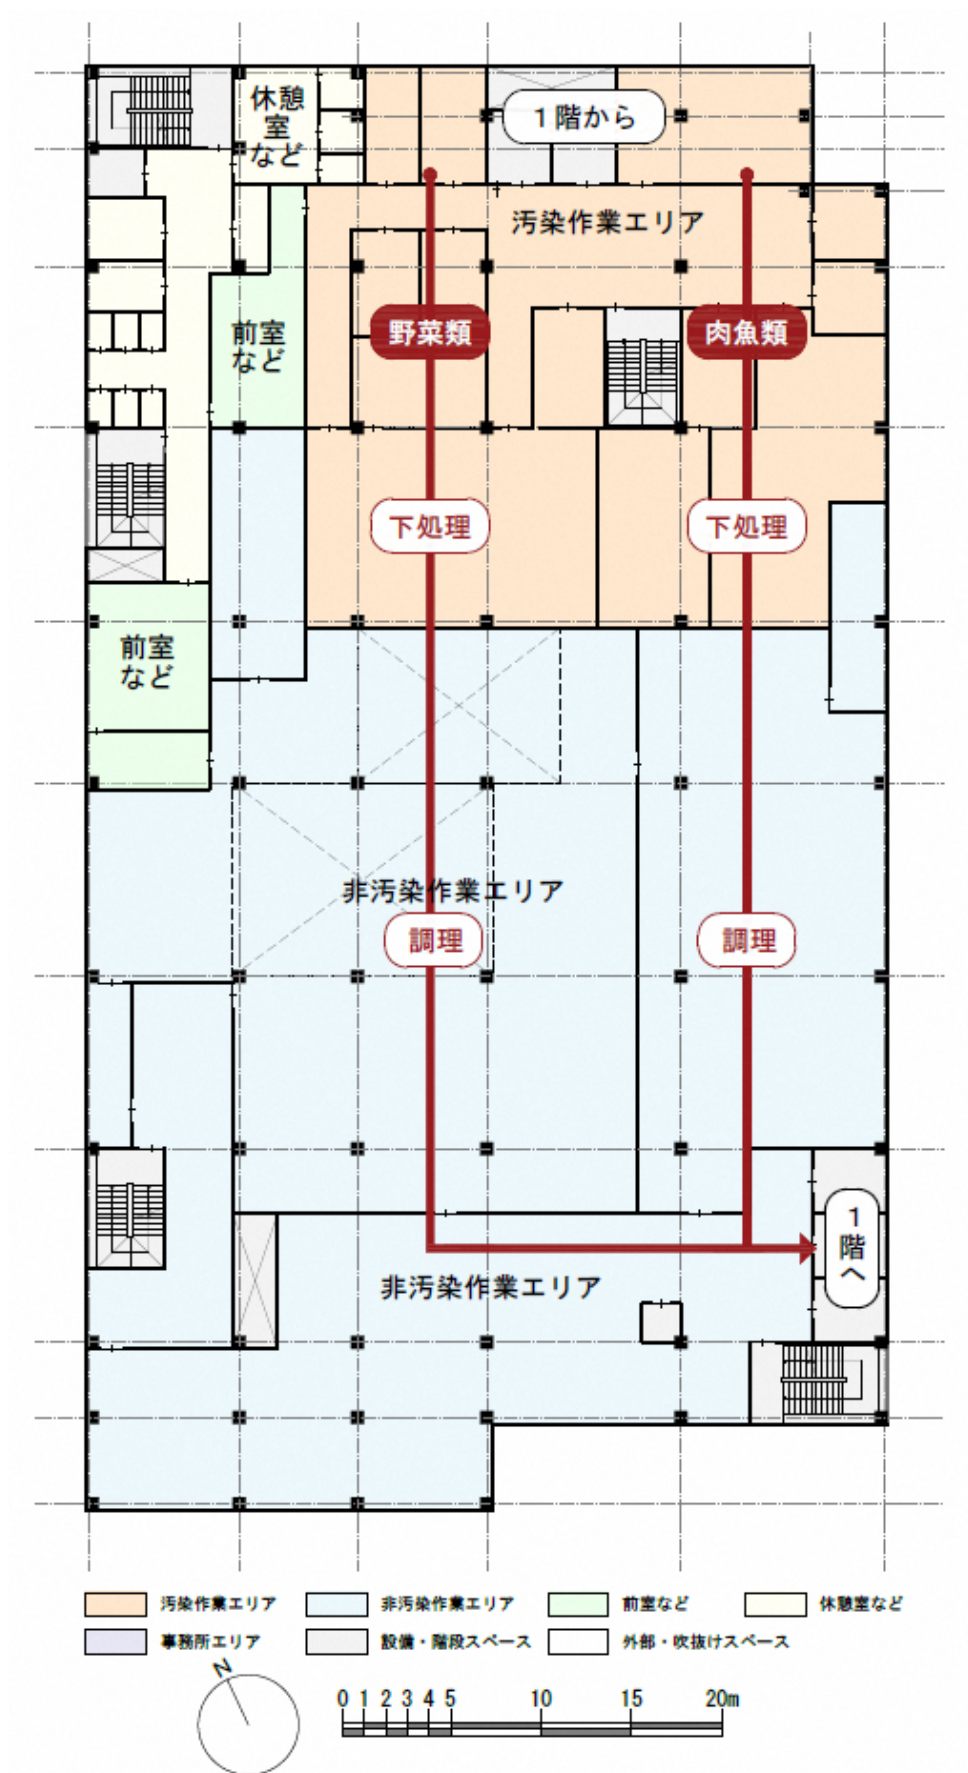 休憩
室
など
１階から
汚染作業エリア
前室
など
野菜類
肉魚類
下処理
下処理
前室
など
非汚染作業エリア
調理
調理
１階へ
非汚染作業エリア
汚染作業エリア
非汚染作業エリア
前室など
休憩室など
事務所エリア
設備・階段スペース
外部・吹抜けスペース
N
0 1 2 3 4 5 10 15 20m